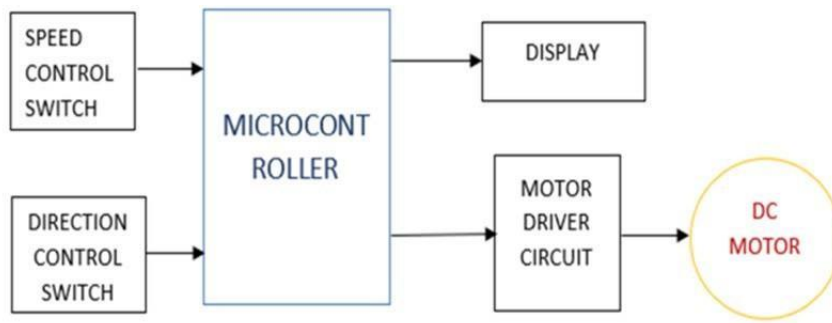 SPEED
CONTROL
SWITCH
DIRECTION
CONTROL
SWITCH
MICROCONT
ROLLER
DISPLAY
MOTOR
DRIVER
CIRCUIT
DC
MOTOR